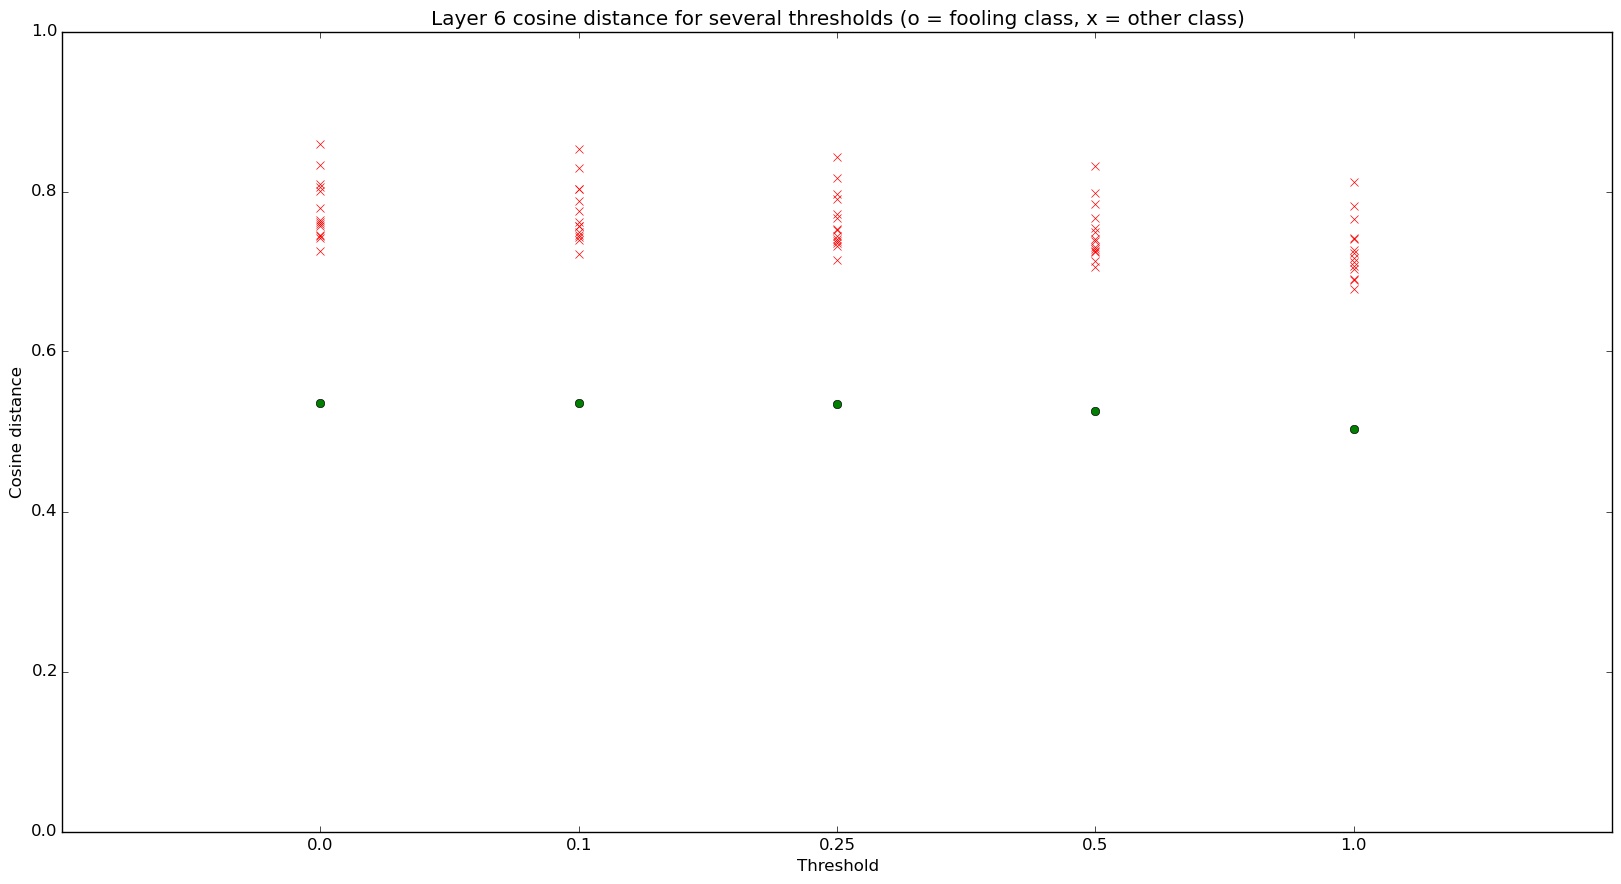 Layer 6 cosine distance for several thresholds (o = fooling class, x = other class)
1.0
0.8
0.6
0.4
0.2
0.0
Cosine distance
0.0 0.1 0.25 0.5 1.0
Threshold